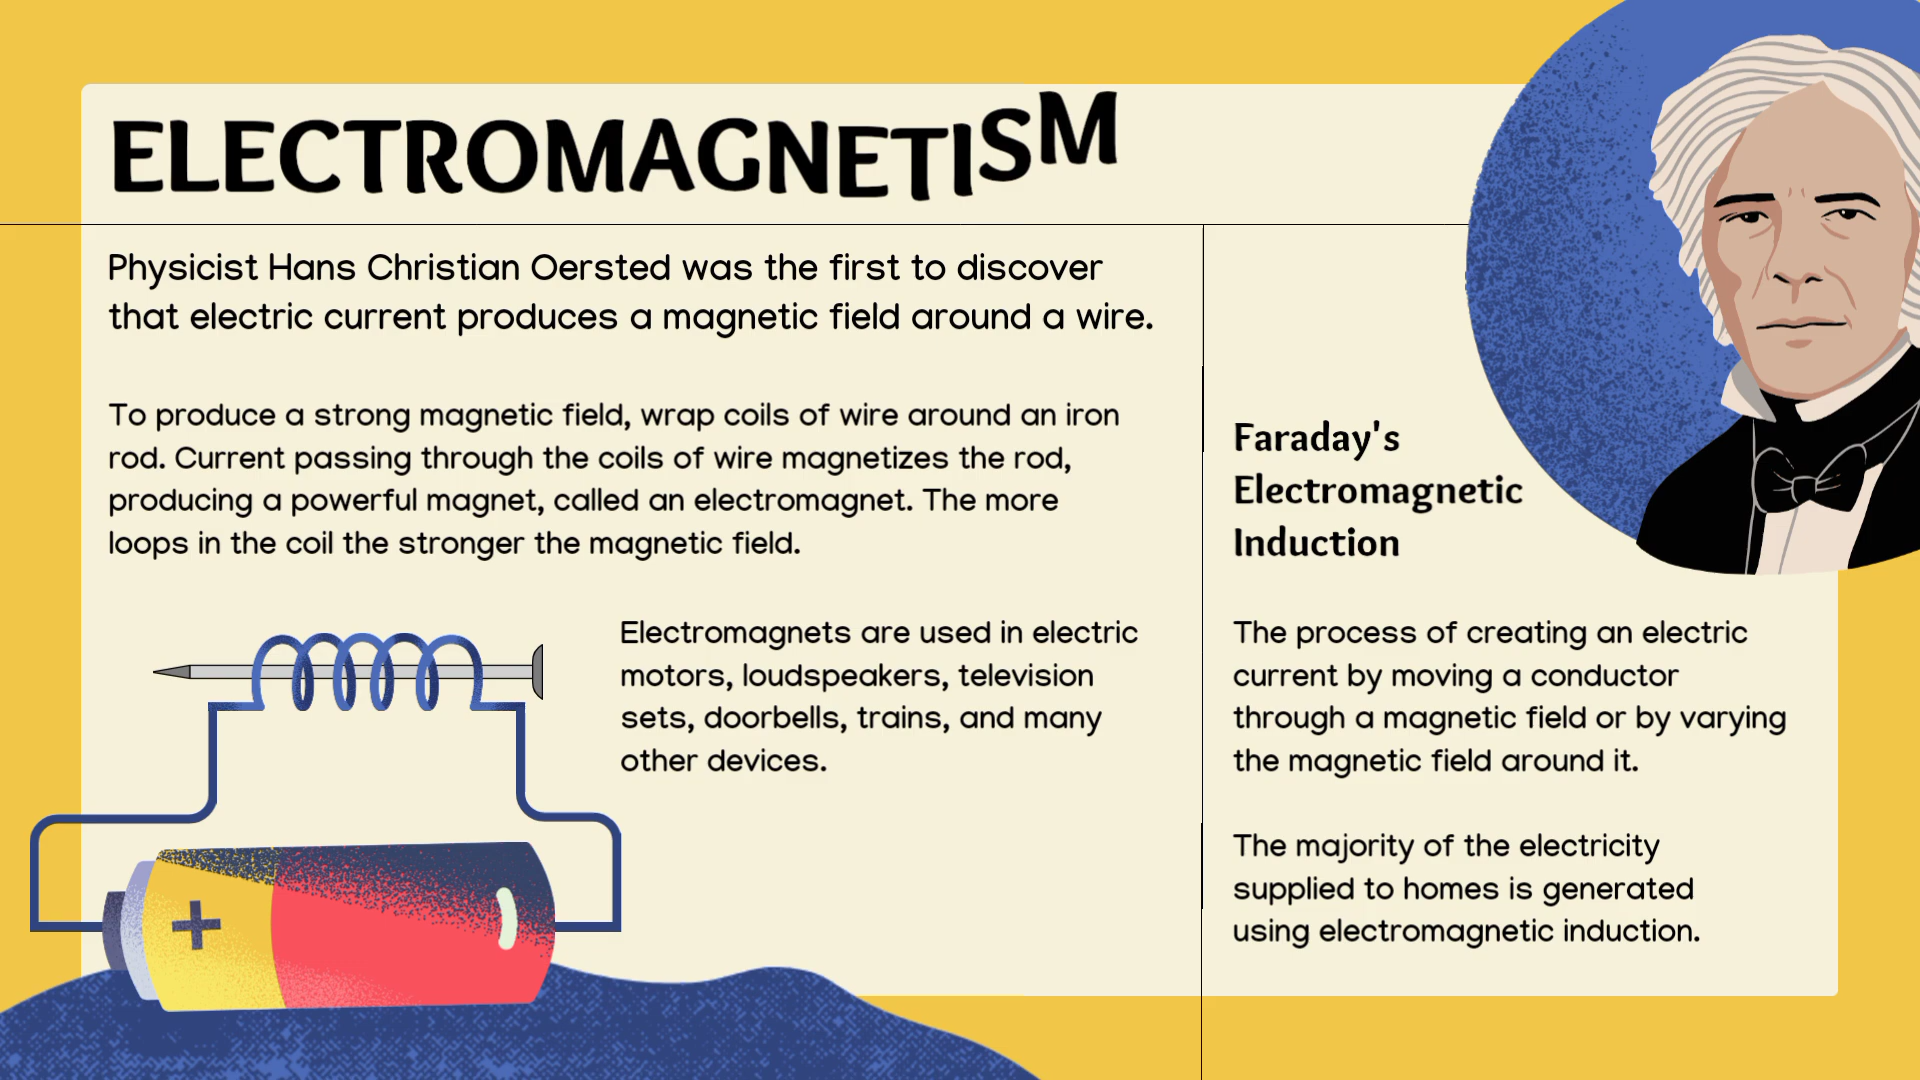 ELECTROMAGNETISM
Physicist Hans Christian Oersted was the first to discover
that electric current produces a magnetic field around a wire.
To produce a strong magnetic field, wrap coils of wire around an iron
rod. Current passing through the coils of wire magnetizes the rod,
producing a powerful magnet, called an electromagnet. The more
loops in the coil the stronger the magnetic field.
Electromagnets are used in electric
motors, loudspeakers, television
sets, doorbells, trains, and many
other devices.
+
Faraday's
Electromagnetic
Induction
The process of creating an electric
current by moving a conductor
through a magnetic field or by varying
the magnetic field around it.
The majority of the electricity
supplied to homes is generated
using electromagnetic induction.